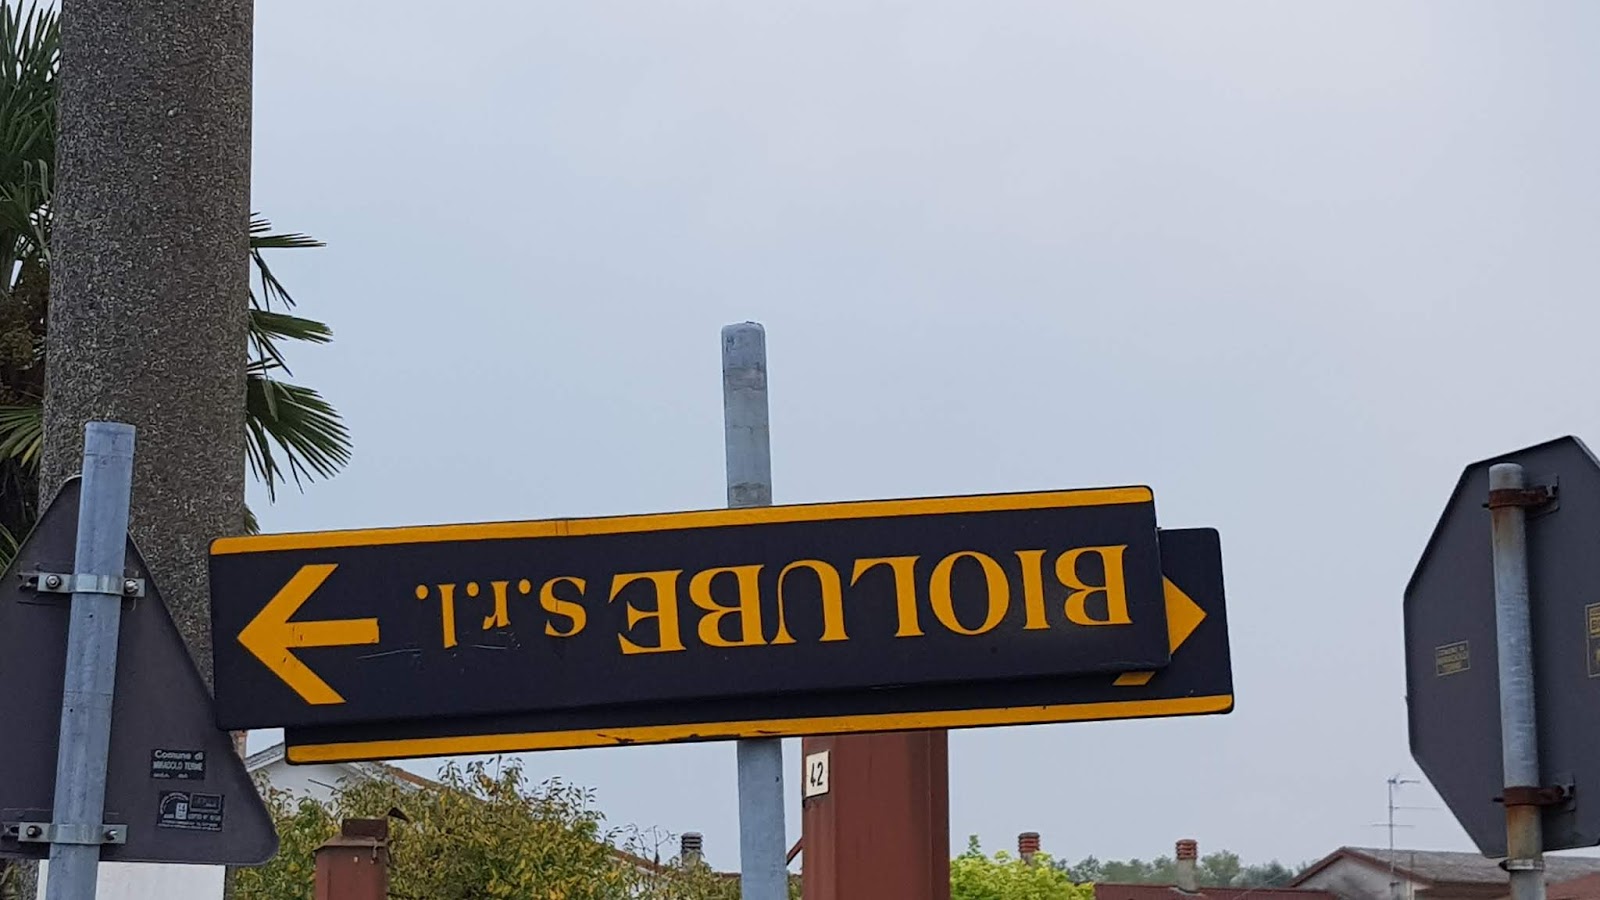 BIOLUBE s.r.l.
42
Comune di
MIRADOLO TERME